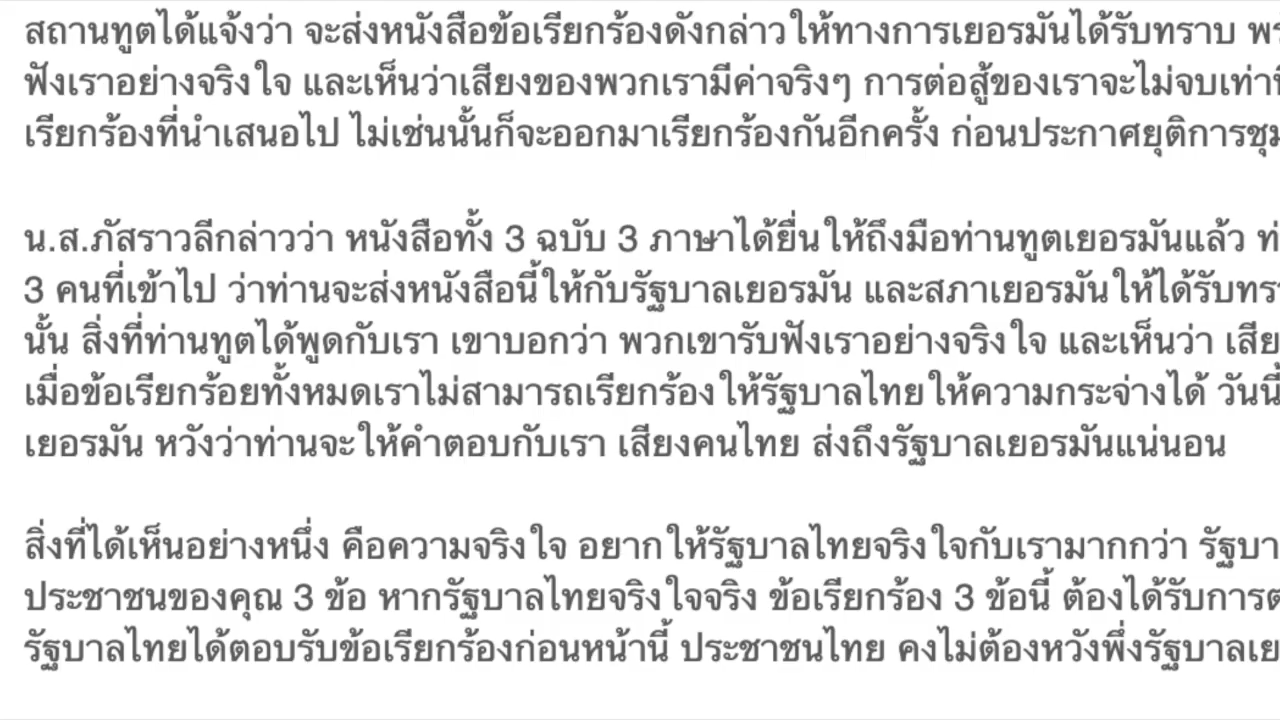 สถานทูตได้แจ้งว่า จะส่งหนังสือข้อเรียกร้องดังกล่าวให้ทางการเยอรมันได้รับทราบ
ฟังเราอย่างจริงใจ และเห็นว่าเสียงของพวกเรามีค่าจริงๆ การต่อสู้ของเราจะไม่จบเท่า
เรียกร้องที่นำเสนอไป ไม่เช่นนั้นก็จะออกมาเรียกร้องกันอีกครั้ง ก่อนประกาศยุติการชุม
น.ส.ภัสราวลีกล่าวว่า หนังสือทั้ง 3 ฉบับ 3 ภาษาได้ยื่นให้ถึงมือท่านทูตเยอรมันแล้ว
3 คนที่เข้าไป ว่าท่านจะส่งหนังสือนี้ให้กับรัฐบาลเยอรมัน และสภาเยอรมันให้ได้รับทรา
นั้น สิ่งที่ท่านทูตได้พูดกับเรา เขาบอกว่า พวกเขารับฟังเราอย่างจริงใจ และเห็นว่า เสีย
เมื่อข้อเรียกร้อยทั้งหมดเราไม่สามารถเรียกร้องให้รัฐบาลไทยให้ความกระจ่างได้ วันนี้
เยอรมัน หวังว่าท่านจะให้คำตอบกับเรา เสียงคนไทย ส่งถึงรัฐบาลเยอรมันแน่นอน
สิ่งที่ได้เห็นอย่างหนึ่ง คือความจริงใจ อยากให้รัฐบาลไทยจริงใจกับเรามากกว่า รัฐบา
ประชาชนของคุณ 3 ข้อ หากรัฐบาลไทยจริงใจจริง ข้อเรียกร้อง 3 ข้อนี้ ต้องได้รับการต
รัฐบาลไทยได้ตอบรับข้อเรียกร้องก่อนหน้านี้ ประชาชนไทย คงไม่ต้องหวังพึ่งรัฐบาลเย